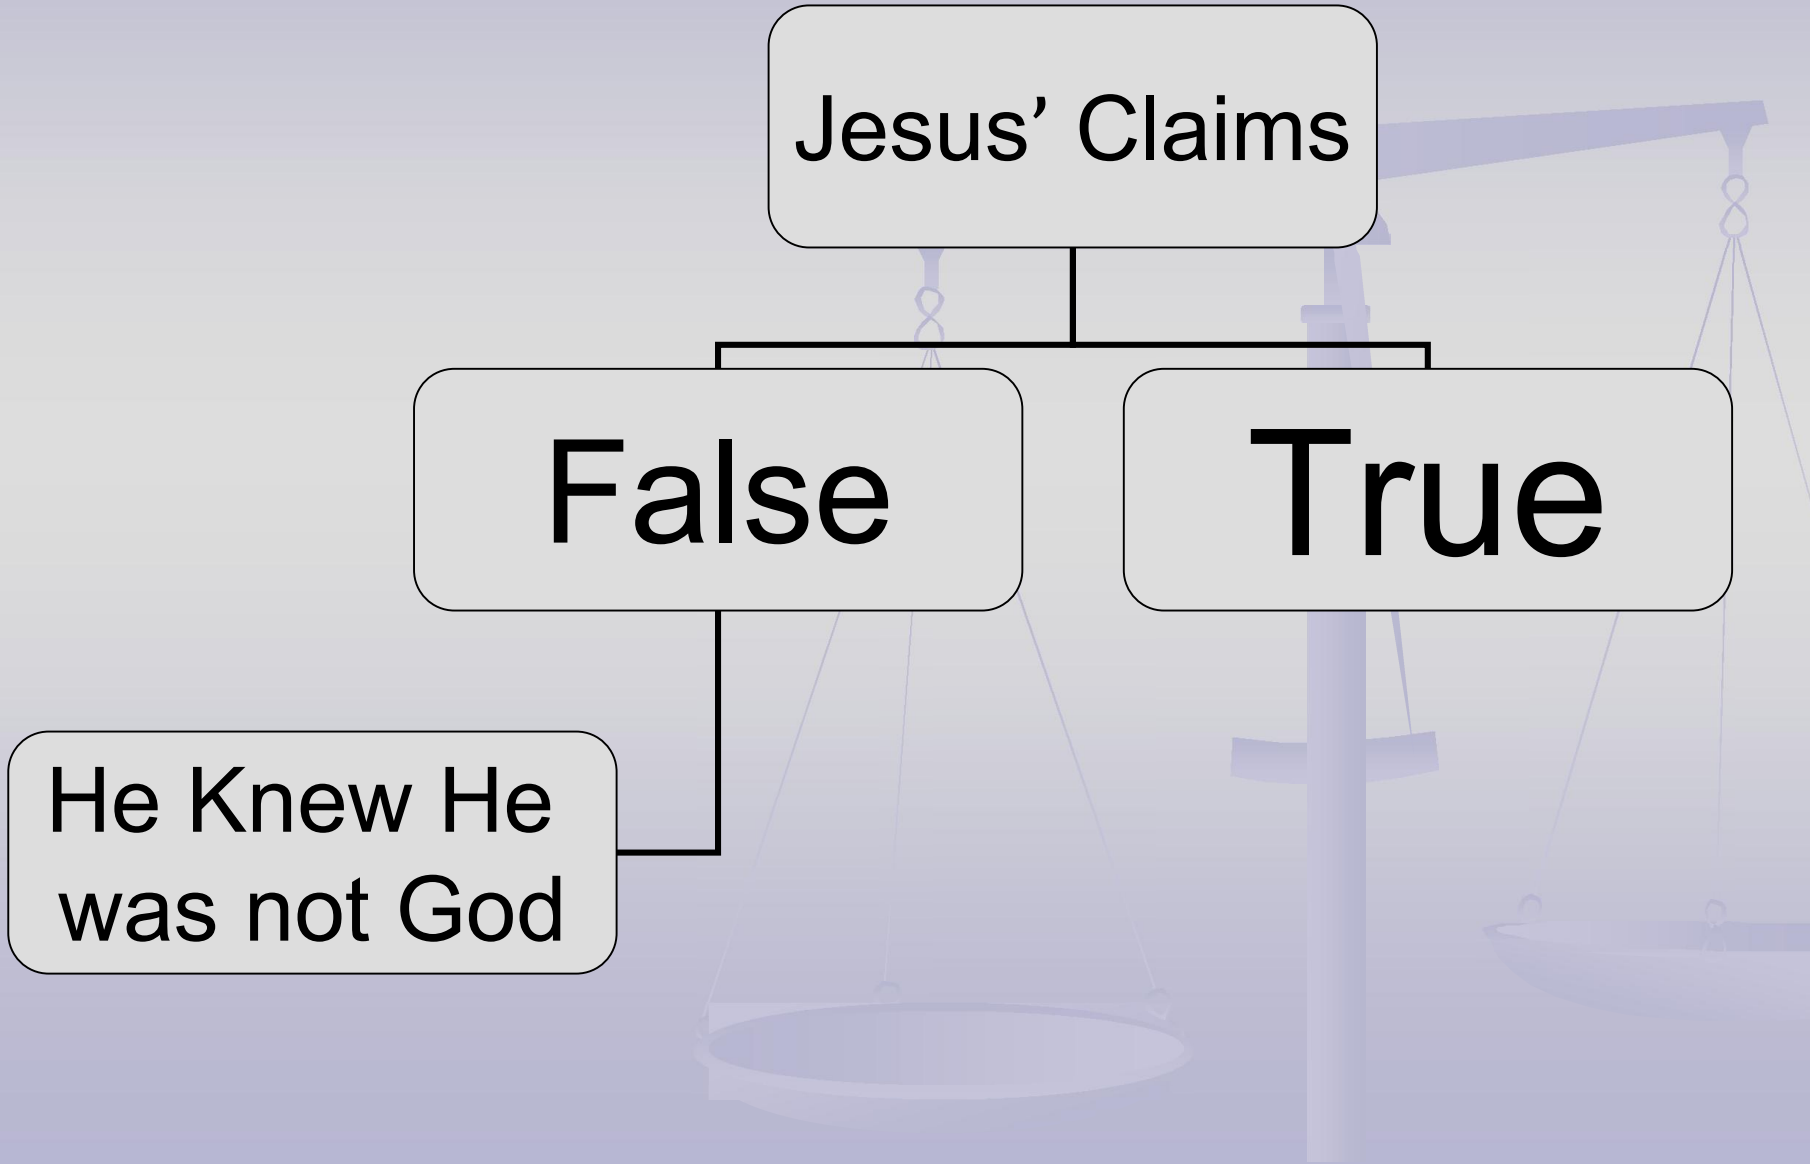 Jesus’ Claims
False
True
He Knew He
was not God